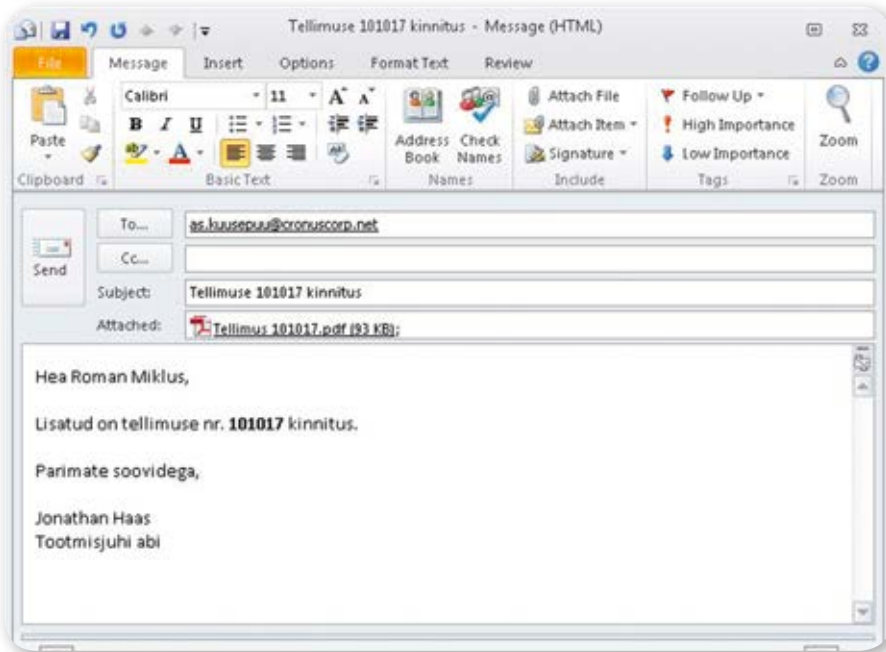 Tellimuse 101017 kinnitus - Message (HTML)
File Message Insert Options Format Text Review
Calibri 11 A A Attach File Follow Up
B I U Attach Item High Importance
Paste Address Book Check Names Signature Low Importance Zoom
Clipboard Basic Text Names Include Tags Zoom
To... as.kuusepuu@cronuscorp.net
Cc...
Send
Subject: Tellimuse 101017 kinnitus
Attached: Tellimus 101017.pdf (93 KB);
Hea Roman Miklus,
Lisatud on tellimuse nr. 101017 kinnitus.
Parimate soovidega,
Jonathan Haas
Tootmisjuhi abi